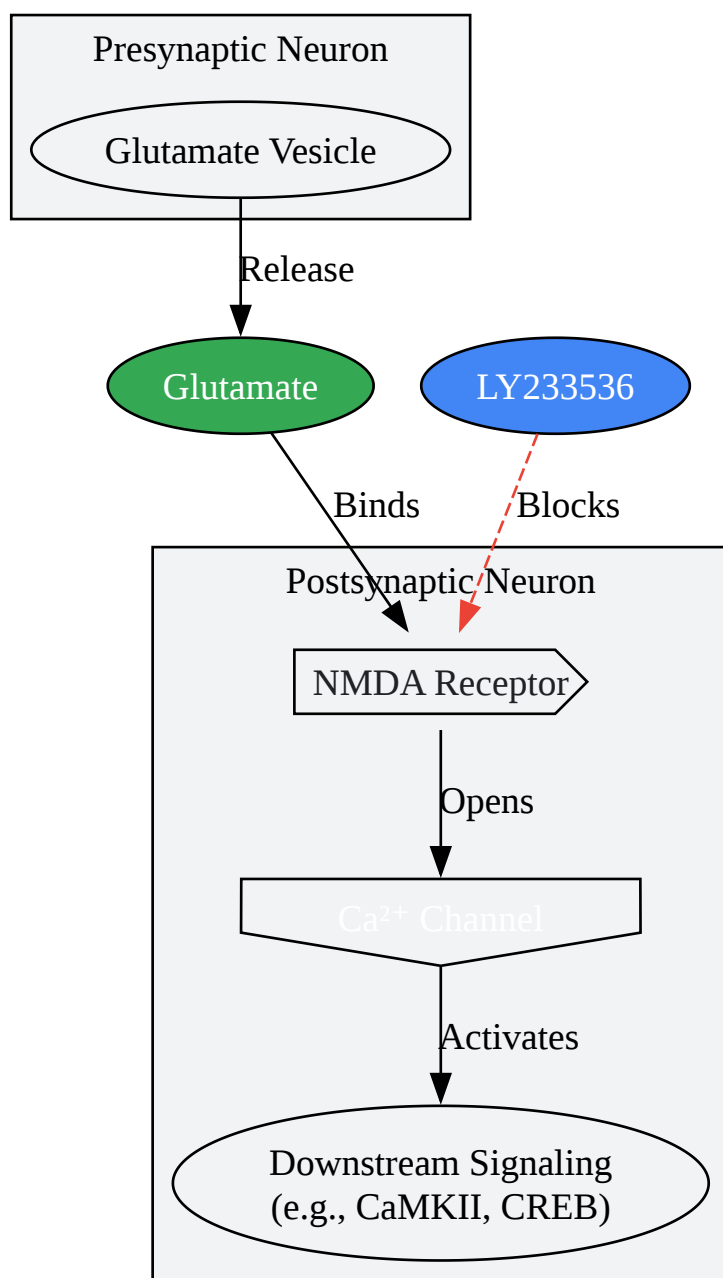 Presynaptic Neuron
Glutamate Vesicle
Release
Glutamate
LY233536
Binds
Blocks
Postsynaptic Neuron
NMDA Receptor
Opens
Ca²⁺ Channel
Activates
Downstream Signaling
(e.g., CaMKII, CREB)